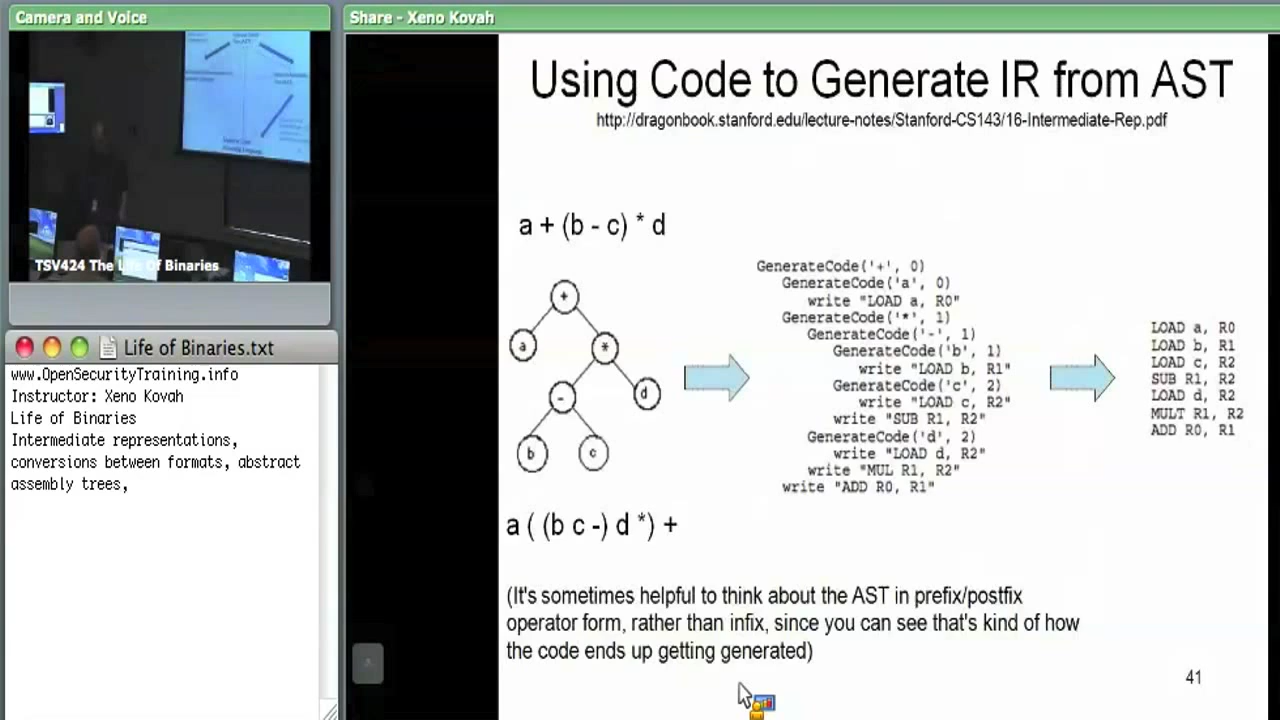 Camera and Voice
TSV424 The Life Of Binaries
Life of Binaries.txt
www.OpenSecurityTraining.info
Instructor: Xeno Kovah
Life of Binaries
Intermediate representations,
conversions between formats, abstract
assembly trees,
Share - Xeno Kovah
Using Code to Generate IR from AST
http://dragonbook.stanford.edu/lecture-notes/Stanford-CS143/16-Intermediate-Rep.pdf
a + (b - c) * d
+
a
*
-
d
b
c
GenerateCode('+', 0)
GenerateCode('a', 0)
write "LOAD a, R0"
GenerateCode('*', 1)
GenerateCode('-', 1)
GenerateCode('b', 1)
write "LOAD b, R1"
GenerateCode('c', 2)
write "LOAD c, R2"
write "SUB R1, R2"
GenerateCode('d', 2)
write "LOAD d, R2"
write "MUL R1, R2"
write "ADD R0, R1"
LOAD a, R0
LOAD b, R1
LOAD c, R2
SUB R1, R2
LOAD d, R2
MULT R1, R2
ADD R0, R1
a ( (b c -) d *) +
(It's sometimes helpful to think about the AST in prefix/postfix
operator form, rather than infix, since you can see that's kind of how
the code ends up getting generated)
41